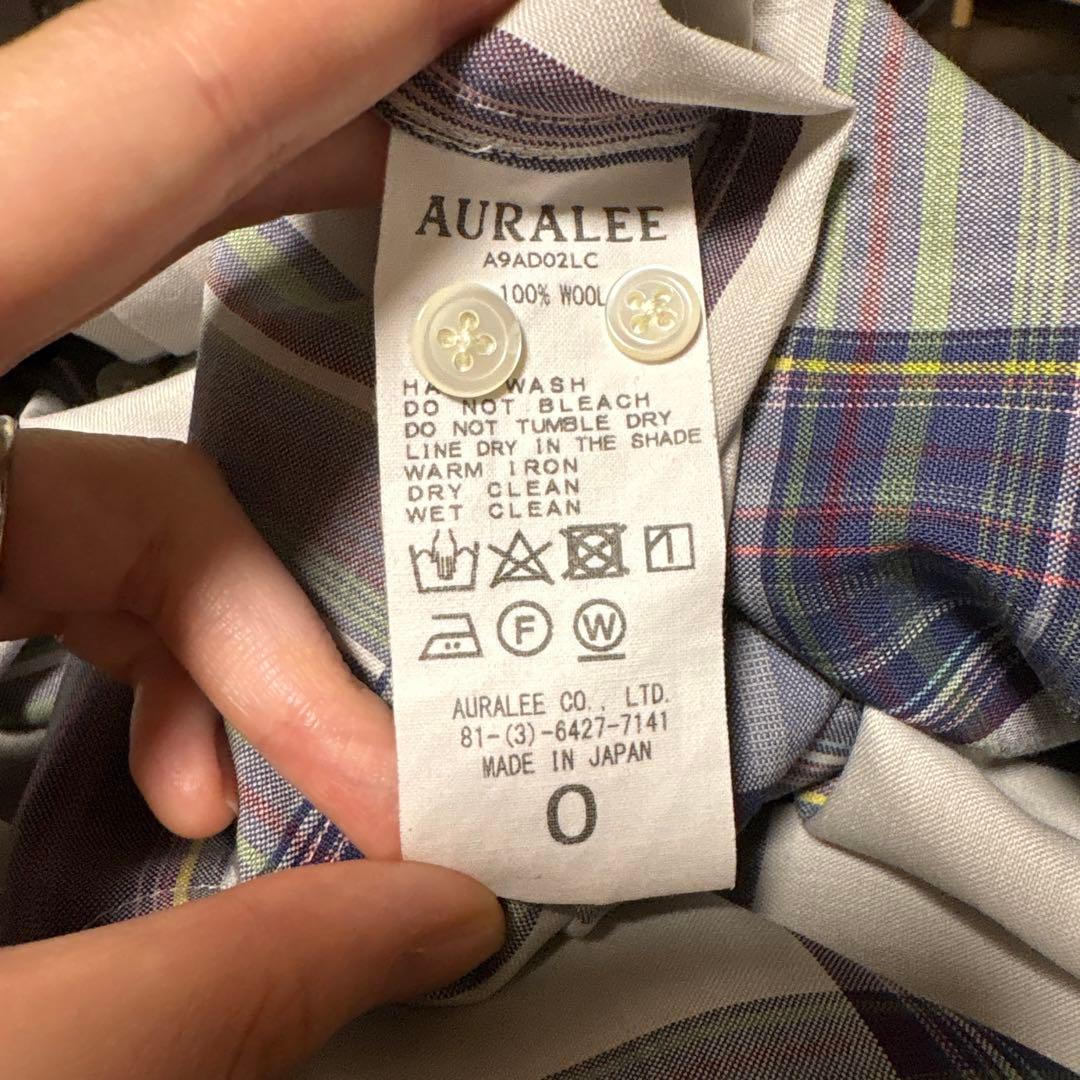 AURALEE
A9AD02LC
100% WOOL
WASH
DO NOT BLEACH
DO NOT TUMBLE DRY
LINE DRY IN THE SHADE
WARM IRON
DRY CLEAN
WET CLEAN
F W
AURALEE CO., LTD.
81-(3)-6427-7141
MADE IN JAPAN
0